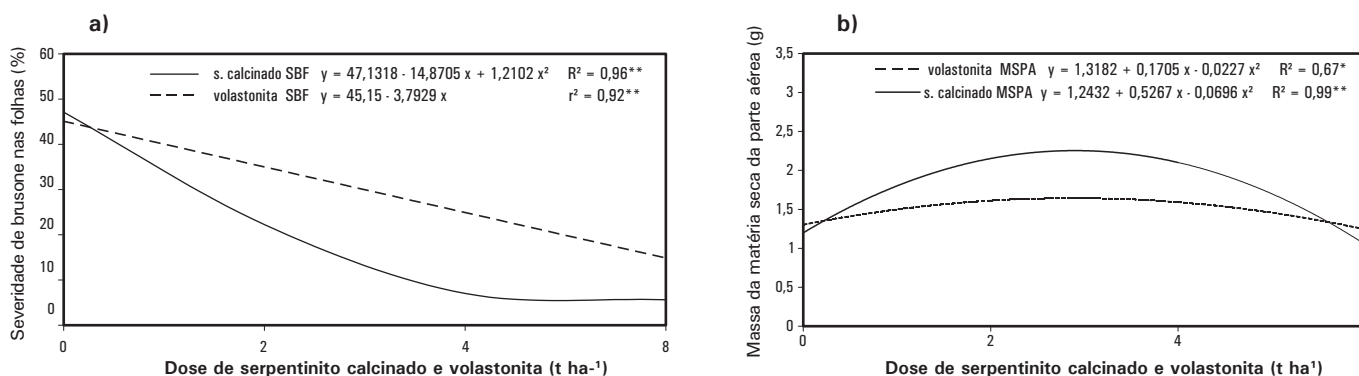 a)
Severidade de brusone nas folhas (%)
60
50
40
30
20
10
0
s. calcinado SBF y = 47,1318 - 14,8705 x + 1,2102 x² R² = 0,96**
volastonita SBF y = 45,15 - 3,7929 x r² = 0,92**
0 2 4 8
Dose de serpentinito calcinado e volastonita (t ha-¹)
b)
Massa da matéria seca da parte aérea (g)
3,5
3
2,5
2
1,5
1
0,5
0
volastonita MSPA y = 1,3182 + 0,1705 x - 0,0227 x² R² = 0,67*
s. calcinado MSPA y = 1,2432 + 0,5267 x - 0,0696 x² R² = 0,99**
0 2 4
Dose de serpentinito calcinado e volastonita (t ha¹)